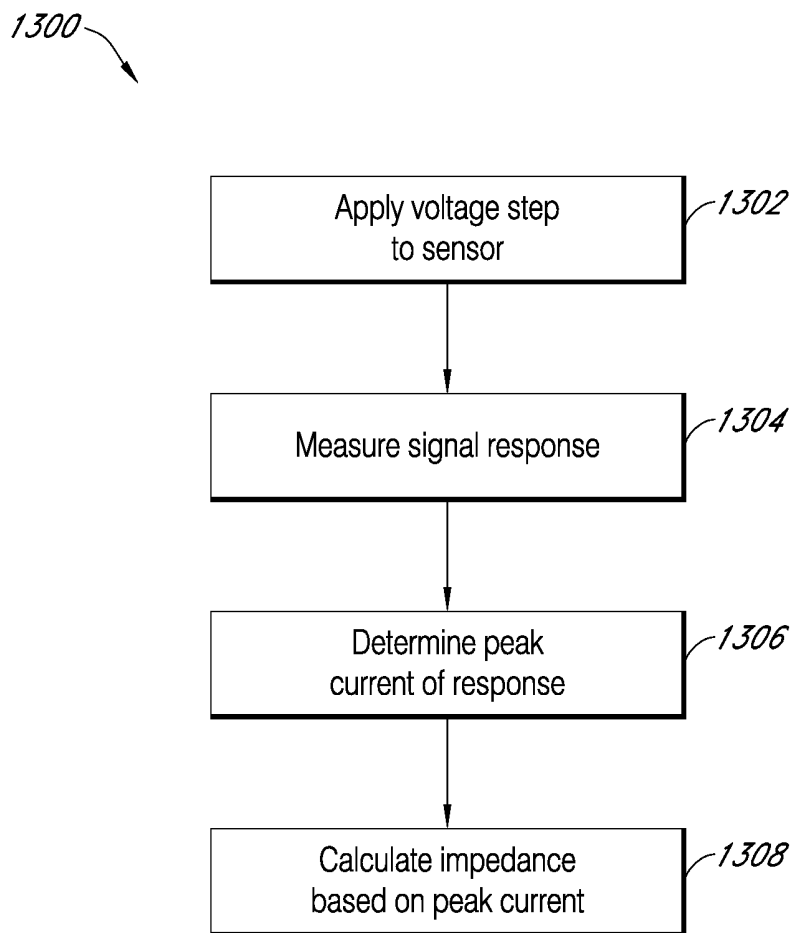 1300
Apply voltage step
to sensor
1302
Measure signal response
1304
Determine peak
current of response
1306
Calculate impedance
based on peak current
1308